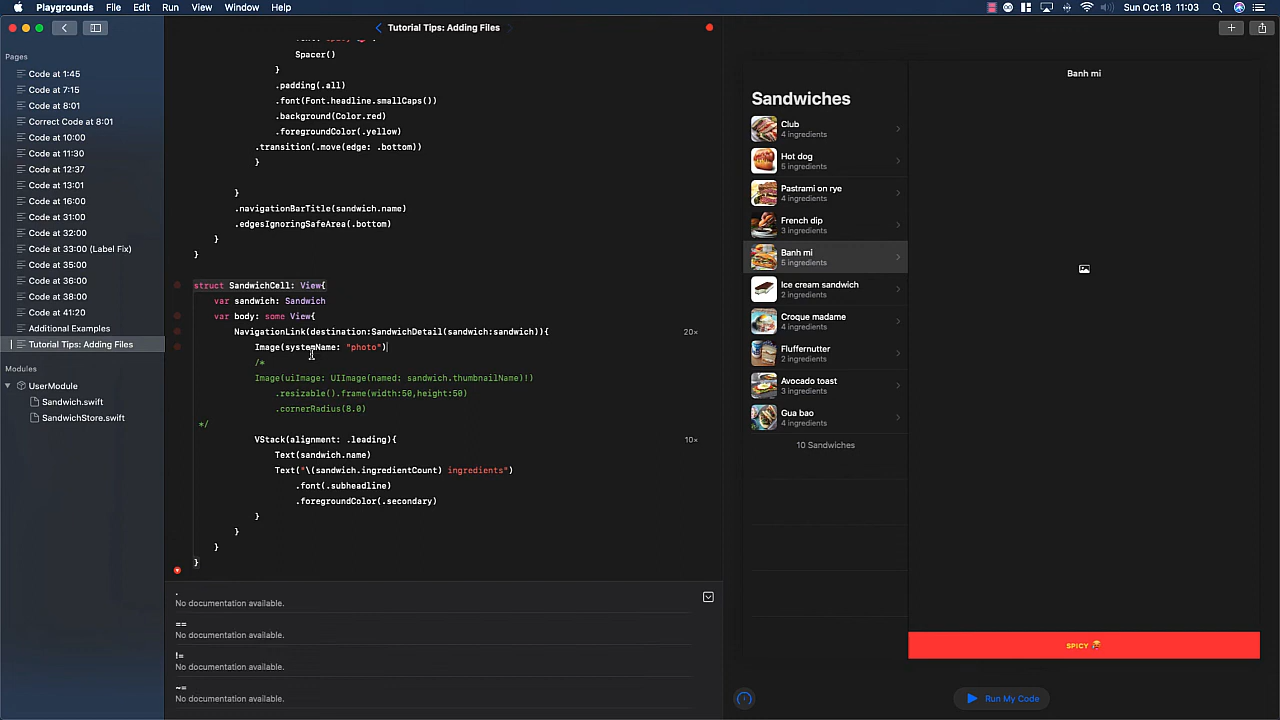 Playgrounds File Edit Run View Window Help
Sun Oct 18 11:03
Tutorial Tips: Adding Files
Pages
Code at 1:45
Code at 7:15
Code at 8:01
Correct Code at 8:01
Code at 10:00
Code at 11:30
Code at 12:37
Code at 13:01
Code at 16:00
Code at 31:00
Code at 32:00
Code at 33:00 (Label Fix)
Code at 35:00
Code at 36:00
Code at 38:00
Code at 41:20
Additional Examples
Tutorial Tips: Adding Files
Modules
UserModule
Sandwich.swift
SandwichStore.swift
Spacer()
}
.padding(.all)
.font(Font.headline.smallCaps())
.background(Color.red)
.foregroundColor(.yellow)
.transition(.move(edge: .bottom))
}
}
.navigationBarTitle(sandwich.name)
.edgesIgnoringSafeArea(.bottom)
}
}
struct SandwichCell: View{
var sandwich: Sandwich
var body: some View{
NavigationLink(destination:SandwichDetail(sandwich:sandwich)){ 20×
Image(systemName: "photo")
/*
Image(uiImage: UIImage(named: sandwich.thumbnailName)!)
.resizable().frame(width:50,height:50)
.cornerRadius(8.0)
*/
VStack(alignment: .leading){ 10×
Text(sandwich.name)
Text("\(sandwich.ingredientCount) ingredients")
.font(.subheadline)
.foregroundColor(.secondary)
}
}
}
}
.
No documentation available.
==
No documentation available.
!=
No documentation available.
~=
No documentation available.
Sandwiches
Club
4 ingredients
Hot dog
5 ingredients
Pastrami on rye
4 ingredients
French dip
3 ingredients
Banh mi
5 ingredients
Ice cream sandwich
2 ingredients
Croque madame
4 ingredients
Fluffernutter
2 ingredients
Avocado toast
3 ingredients
Gua bao
4 ingredients
10 Sandwiches
Banh mi
SPICY
Run My Code